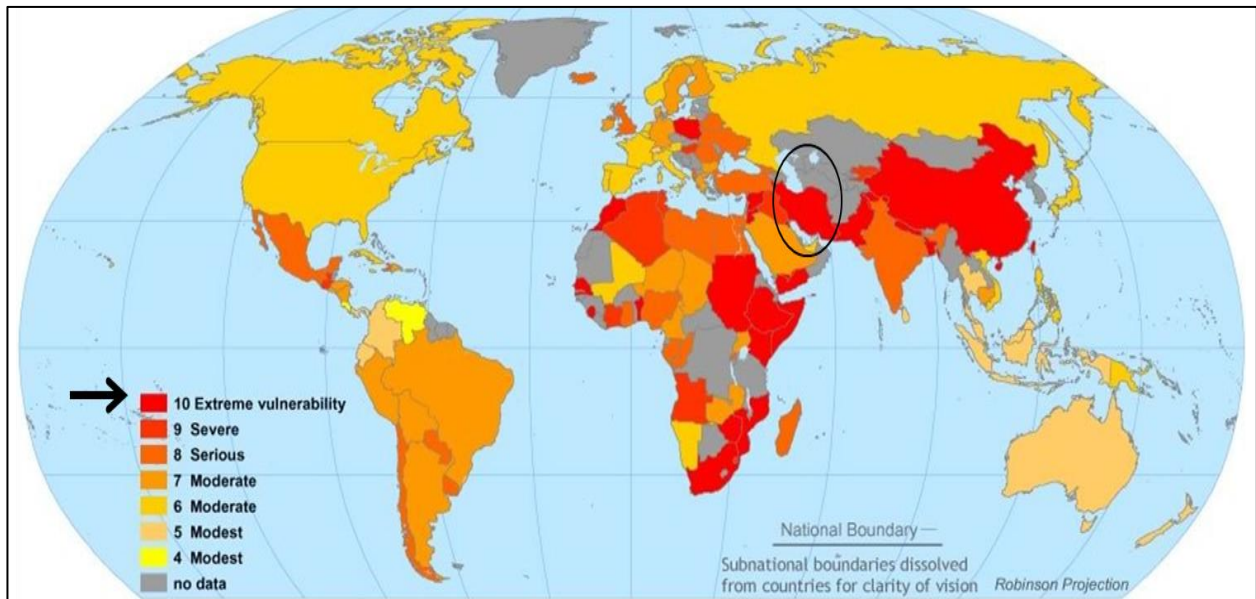 10 Extreme vulnerability
9 Severe
8 Serious
7 Moderate
6 Moderate
5 Modest
4 Modest
no data
National Boundary
Subnational boundaries dissolved
from countries for clarity of vision
Robinson Projection